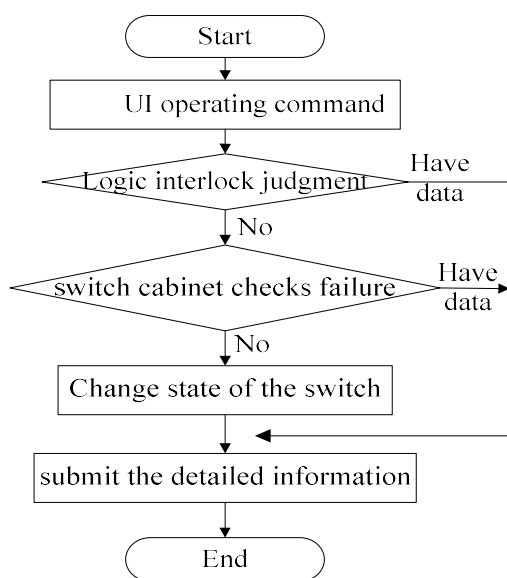 Start
UI operating command
Logic interlock judgment
Have
data
No
switch cabinet checks failure
Have
data
No
Change state of the switch
submit the detailed information
End